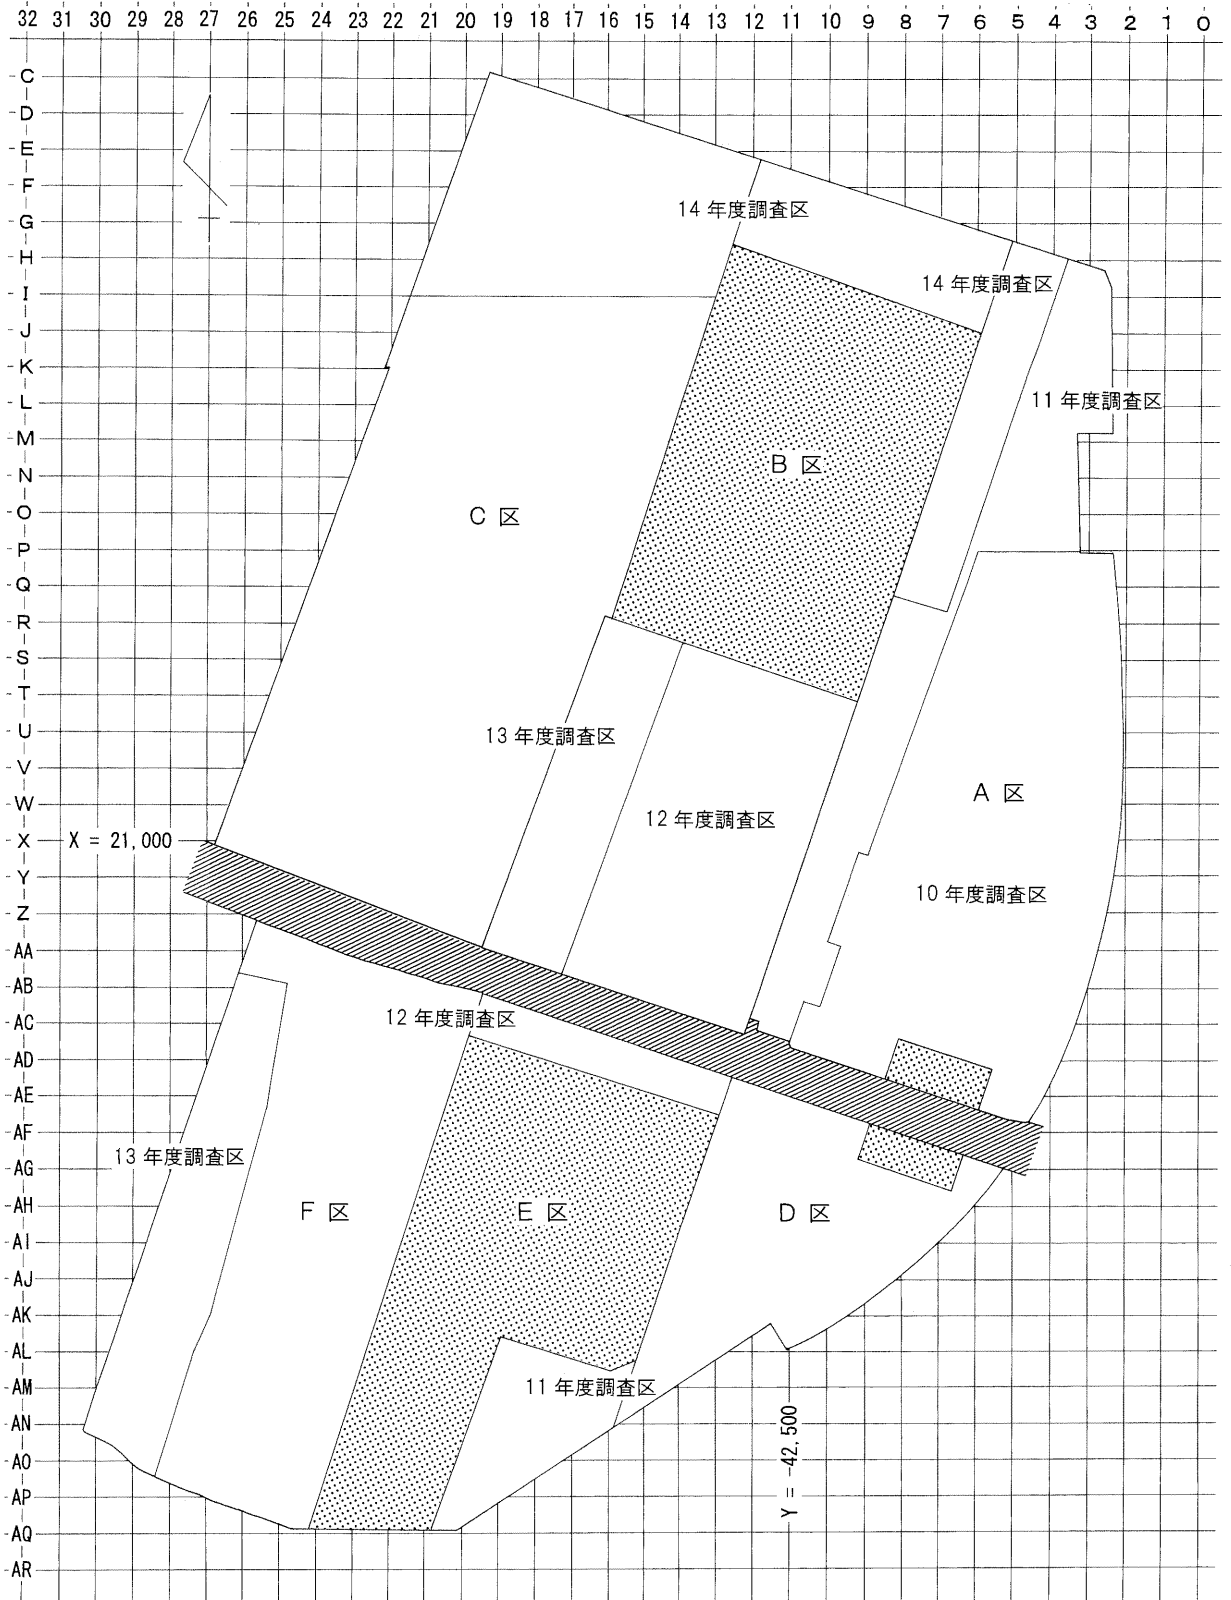 32 31 30 29 28 27 26 25 24 23 22 21 20 19 18 17 16 15 14 13 12 11 10 9 8 7 6 5 4 3 2 1 0
C
D
E
F
G
14 年度調査区
H
I
14 年度調査区
J
K
L
11 年度調査区
M
B 区
N
O
C 区
P
Q
R
S
T
U
13 年度調査区
V
A 区
W
12 年度調査区
X
X = 21,000
Y
10 年度調査区
Z
AA
AB
AC
12 年度調査区
AD
AE
AF
AG
13 年度調査区
AH
F 区
E 区
D 区
AI
AJ
AK
AL
AM
11 年度調査区
AN
AO
Y = -42,500
AP
AQ
AR